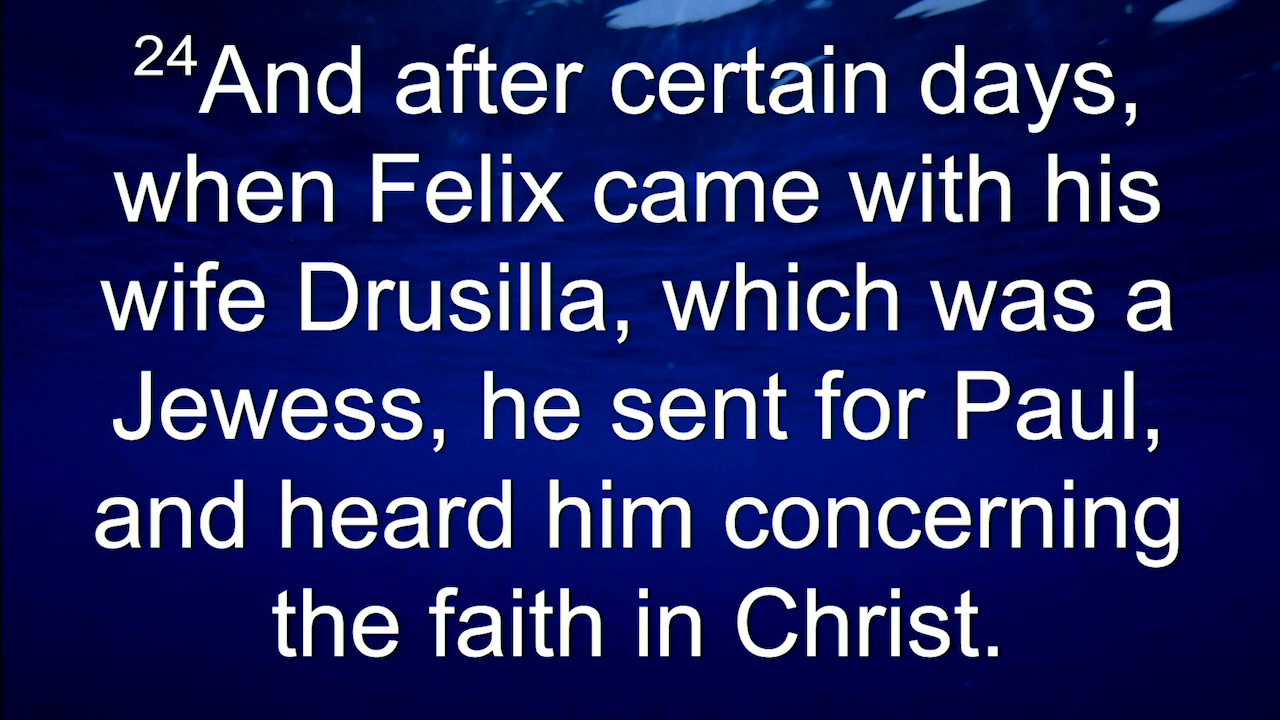 24And after certain days,
when Felix came with his
wife Drusilla, which was a
Jewess, he sent for Paul,
and heard him concerning
the faith in Christ.